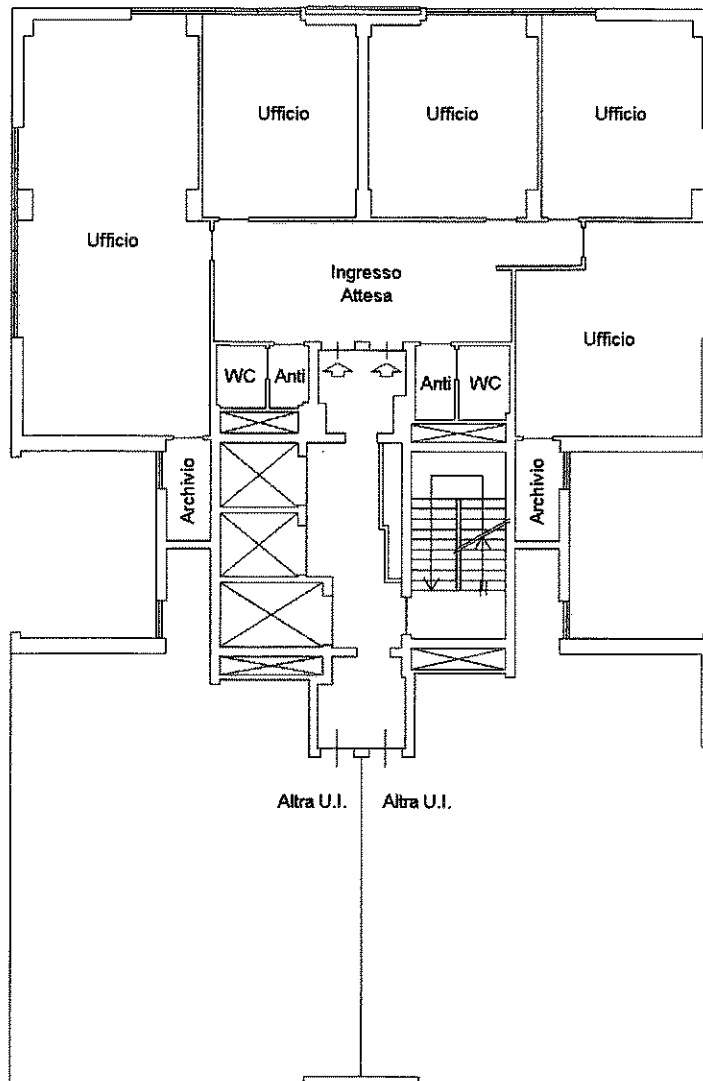 Ufficio
Ufficio
Ufficio
Ufficio
Ingresso
Attesa
Ufficio
WC
Anti
Anti
WC
Archivio
Archivio
Altra U.I.
Altra U.I.